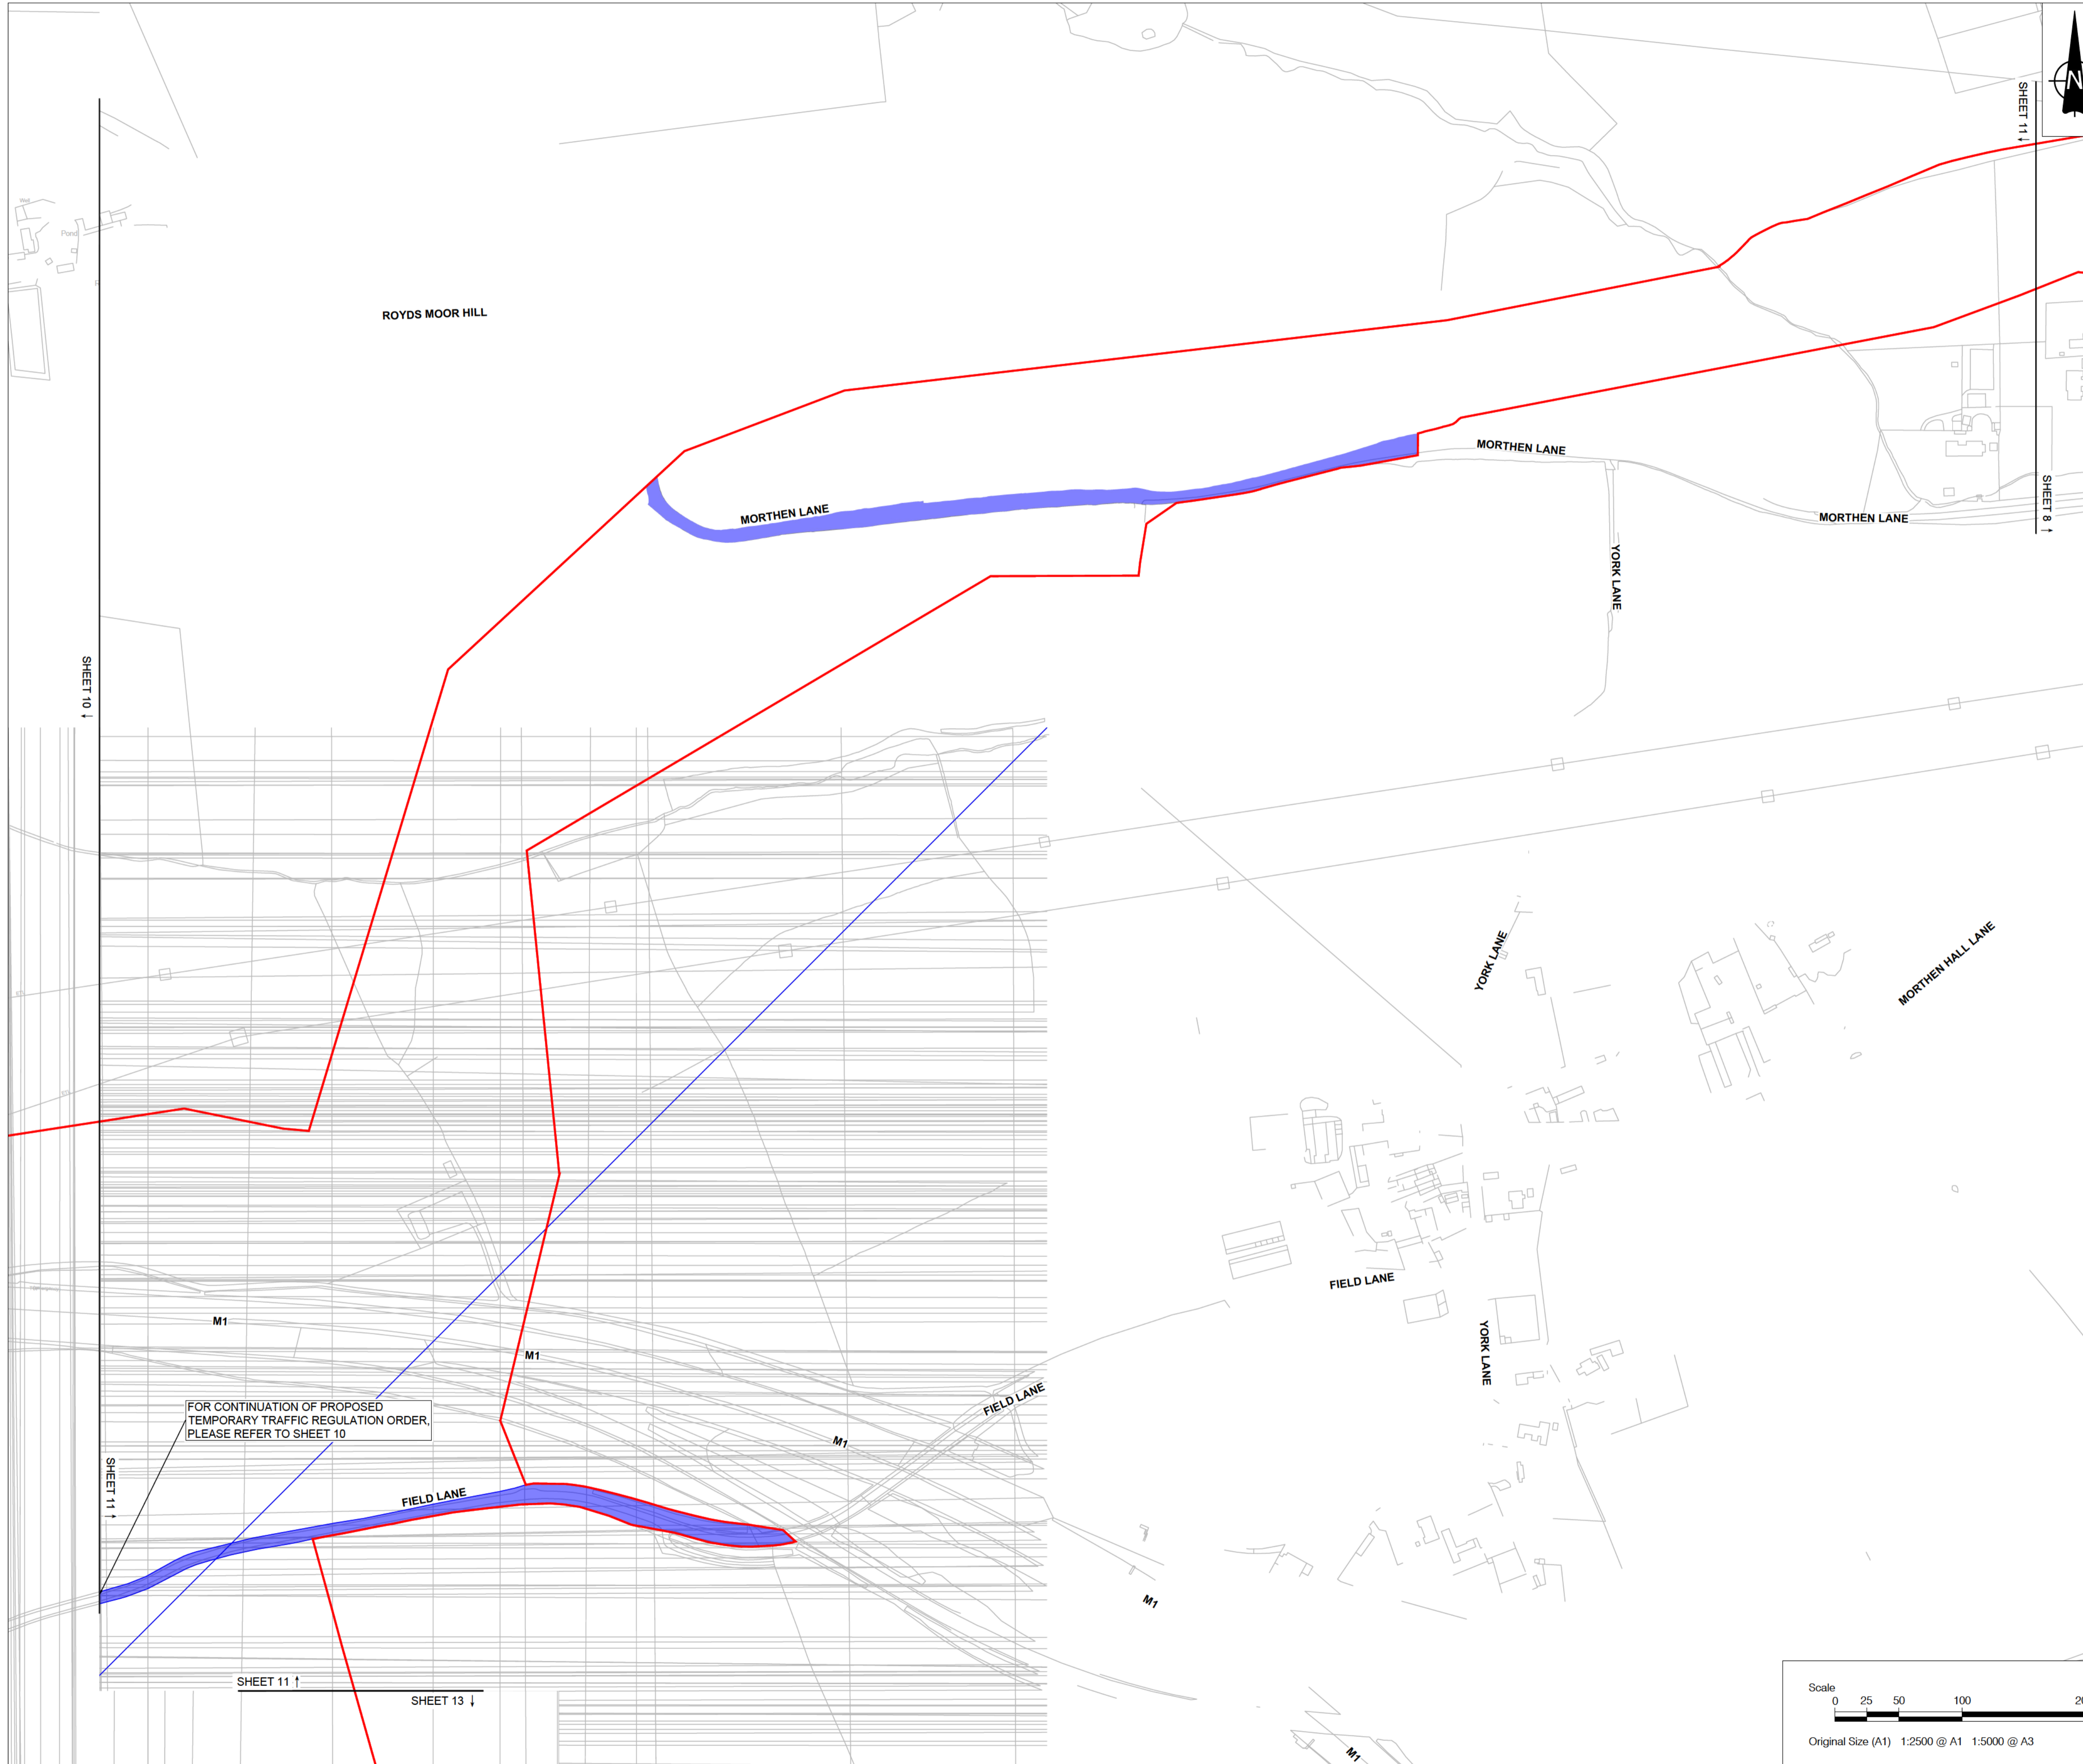 N
SHEET 11 ↓
Well
Pond
ROYDS MOOR HILL
MORTHEN LANE
MORTHEN LANE
MORTHEN LANE
SHEET 8 →
YORK LANE
SHEET 10 ↓
YORK LANE
MORTHEN HALL LANE
FIELD LANE
M1
YORK LANE
M1
FIELD LANE
FOR CONTINUATION OF PROPOSED
TEMPORARY TRAFFIC REGULATION ORDER,
PLEASE REFER TO SHEET 10
M1
SHEET 11 →
FIELD LANE
M1
SHEET 11 ↑
SHEET 13 ↓
Scale
0 25 50 100
Original Size (A1) 1:2500 @ A1 1:5000 @ A3
M1